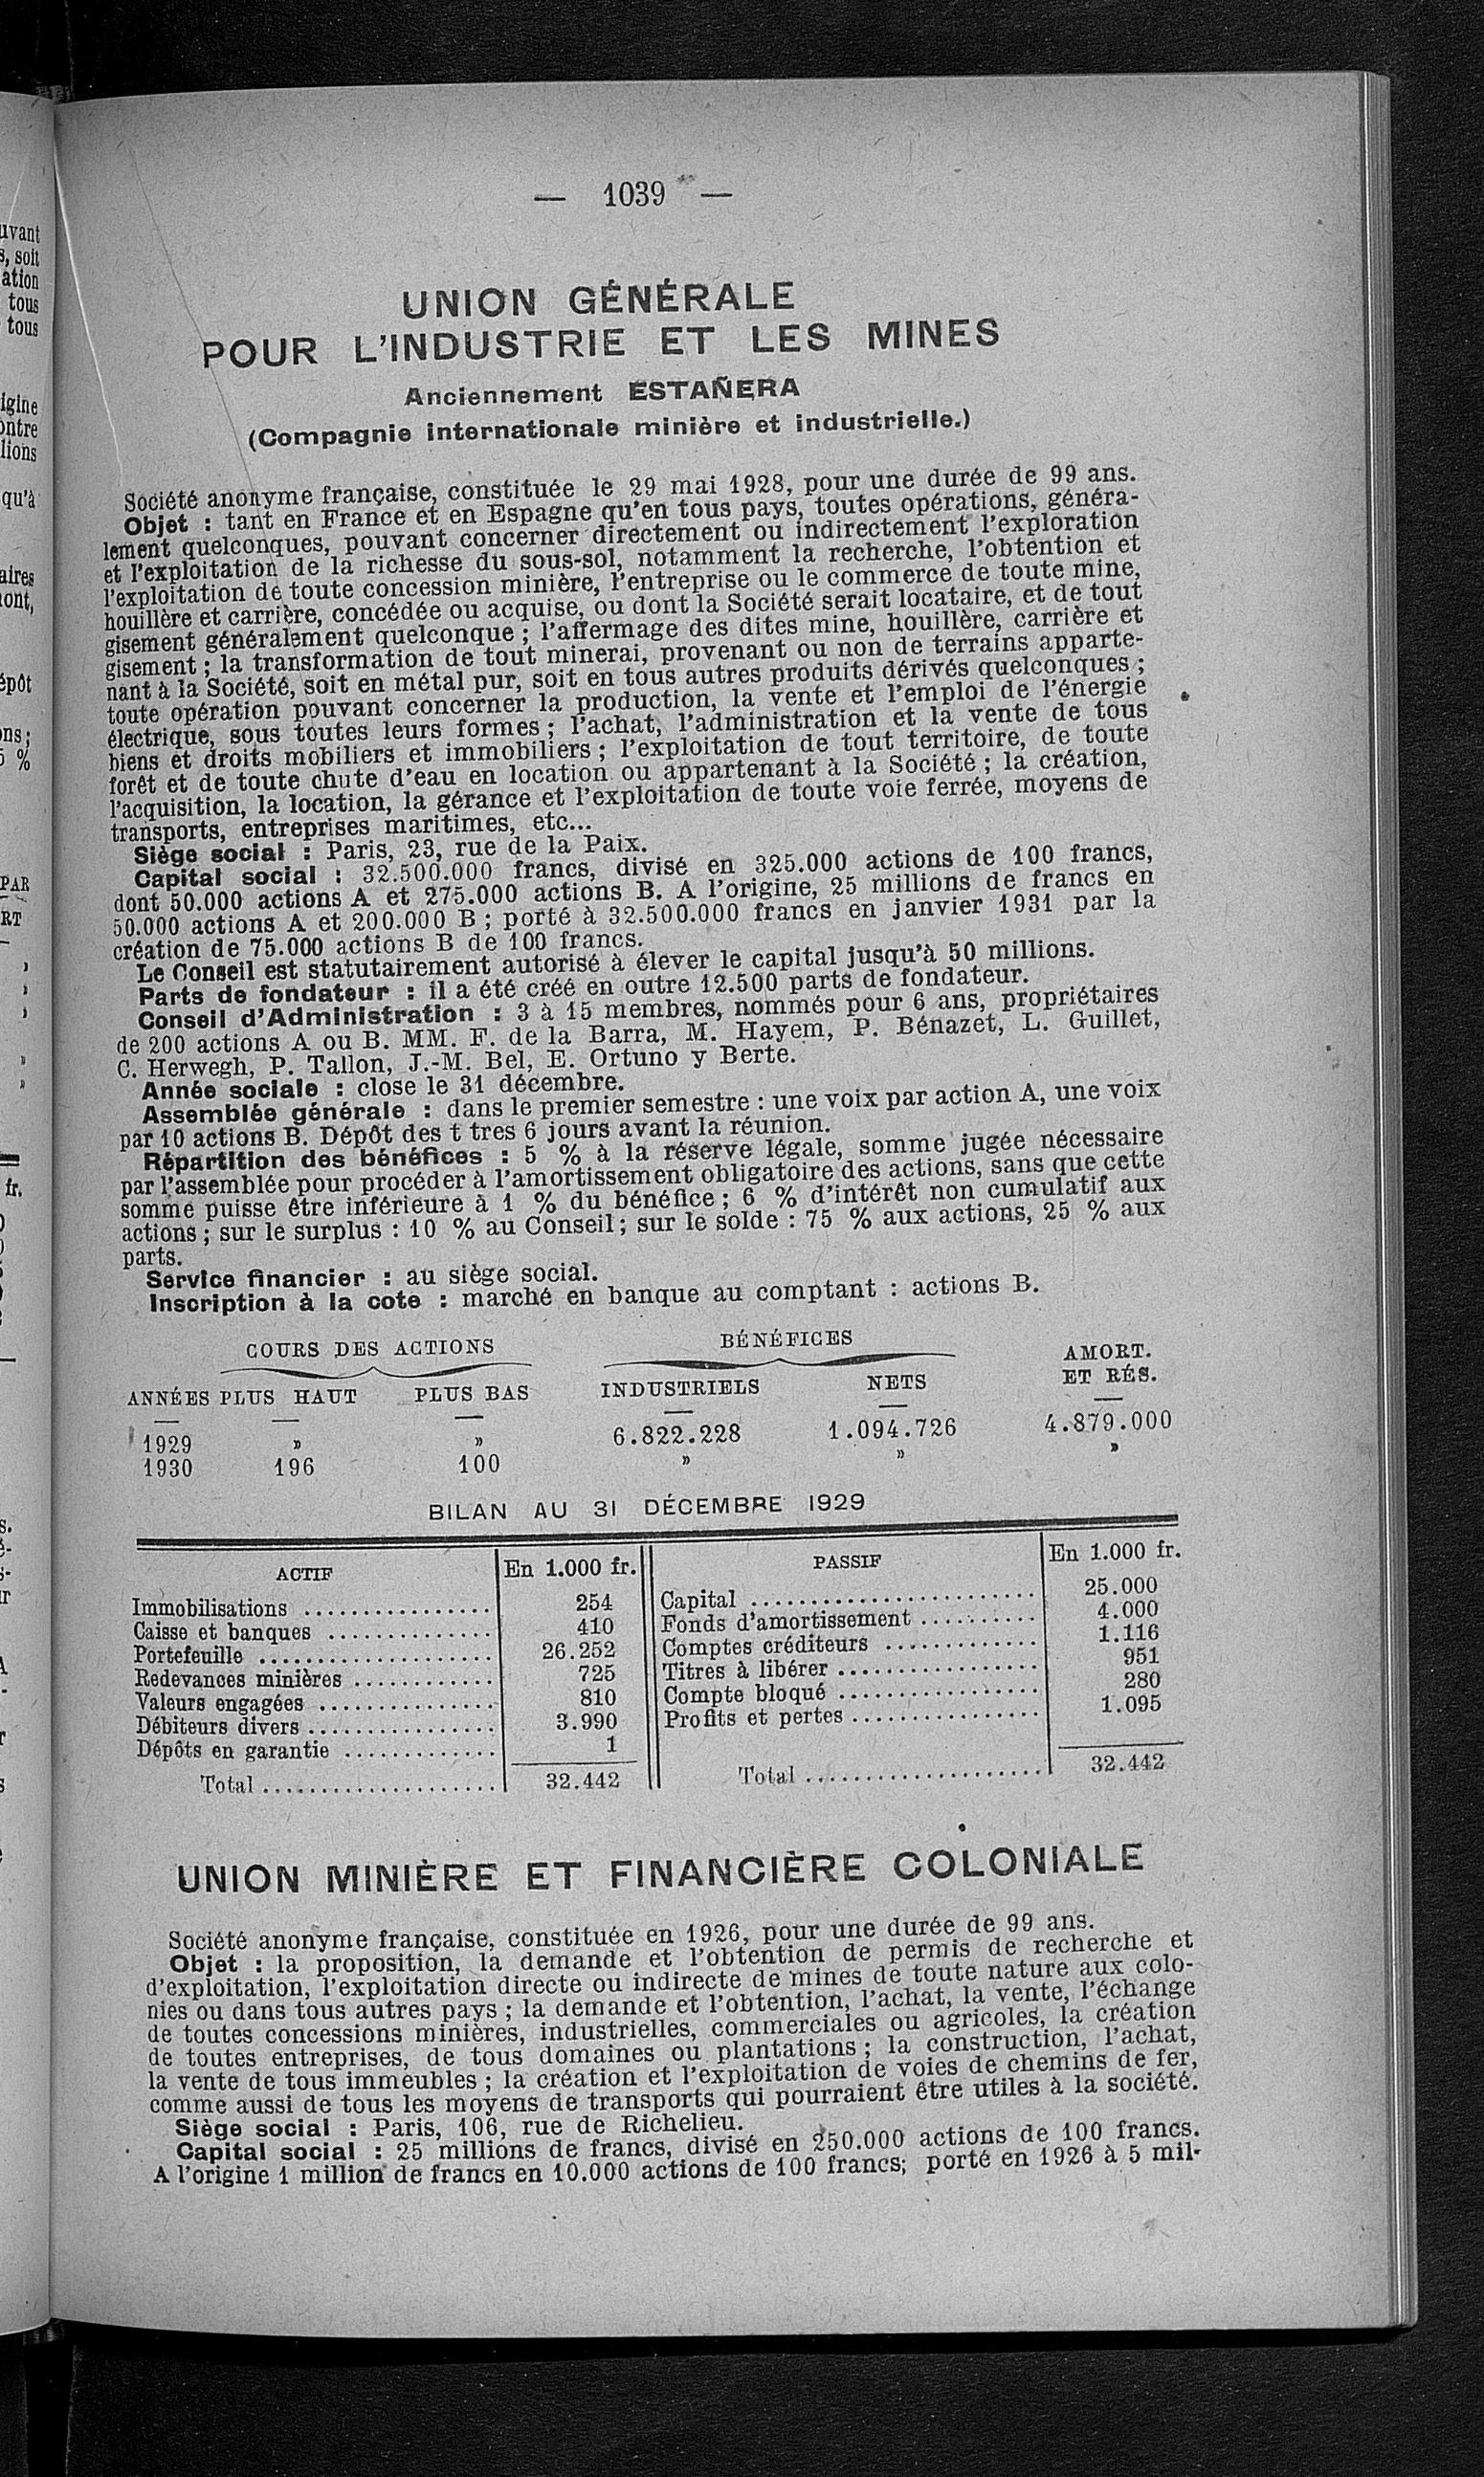 uvant
s, soit
ation
tous
tous
igine
ontre
lions
qu'à
aires
ont,
épôt
ons;
5 %
PAR
RT
fr.
— 1039 —
UNION GÉNÉRALE
POUR L'INDUSTRIE ET LES MINES
Anciennement ESTAÑERA
(Compagnie internationale minière et industrielle.)
Société anonyme française, constituée le 29 mai 1928, pour une durée de 99 ans.
Objet : tant en France et en Espagne qu'en tous pays, toutes opérations, généra-
lement quelconques, pouvant concerner directement ou indirectement l'exploration
et l'exploitation de la richesse du sous-sol, notamment la recherche, l'obtention et
l'exploitation de toute concession minière, l'entreprise ou le commerce de toute mine,
houillère et carrière, concédée ou acquise, ou dont la Société serait locataire, et de tout
gisement généralement quelconque ; l'affermage des dites mine, houillère, carrière et
gisement ; la transformation de tout minerai, provenant ou non de terrains apparte-
nant à la Société, soit en métal pur, soit en tous autres produits dérivés quelconques ;
toute opération pouvant concerner la production, la vente et l'emploi de l'énergie
électrique, sous toutes leurs formes ; l'achat, l'administration et la vente de tous
biens et droits mobiliers et immobiliers ; l'exploitation de tout territoire, de toute
forêt et de toute chute d'eau en location ou appartenant à la Société ; la création,
l'acquisition, la location, la gérance et l'exploitation de toute voie ferrée, moyens de
transports, entreprises maritimes, etc...
Siège social : Paris, 23, rue de la Paix.
Capital social : 32.500.000 francs, divisé en 325.000 actions de 100 francs,
dont 50.000 actions A et 275.000 actions B. A l'origine, 25 millions de francs en
50.000 actions A et 200.000 B ; porté à 32.500.000 francs en janvier 1931 par la
création de 75.000 actions B de 100 francs.
Le Conseil est statutairement autorisé à élever le capital jusqu'à 50 millions.
Parts de fondateur : il a été créé en outre 12.500 parts de fondateur.
Conseil d'Administration : 3 à 15 membres, nommés pour 6 ans, propriétaires
de 200 actions A ou B. MM. F. de la Barra, M. Hayem, P. Bénazet, L. Guillet,
C. Herwegh, P. Tallon, J.-M. Bel, E. Ortuno y Berte.
Année sociale : close le 31 décembre.
Assemblée générale : dans le premier semestre : une voix par action A, une voix
par 10 actions B. Dépôt des t tres 6 jours avant la réunion.
Répartition des bénéfices : 5 % à la réserve légale, somme jugée nécessaire
par l'assemblée pour procéder à l'amortissement obligatoire des actions, sans que cette
somme puisse être inférieure à 1 % du bénéfice ; 6 % d'intérêt non cumulatif aux
actions ; sur le surplus : 10 % au Conseil ; sur le solde : 75 % aux actions, 25 % aux
parts.
Service financier : au siège social.
Inscription à la cote : marché en banque au comptant : actions B.
COURS DES ACTIONS BÉNÉFICES AMORT.
ANNÉES PLUS HAUT PLUS BAS INDUSTRIELS NETS ET RÉS.
1929 » » 6.822.228 1.094.726 4.879.000
1930 196 100 » » »
BILAN AU 31 DÉCEMBRE 1929
ACTIF En 1.000 fr. PASSIF En 1.000 fr.
Immobilisations ................ 254 Capital ........................ 25.000
Caisse et banques .............. 410 Fonds d'amortissement .......... 4.000
Portefeuille .................... 26.252 Comptes créditeurs ............. 1.116
Redevances minières ............ 725 Titres à libérer ................. 951
Valeurs engagées ............... 810 Compte bloqué ................. 280
Débiteurs divers ................ 3.990 Profits et pertes ................ 1.095
Dépôts en garantie ............. 1
Total .................... 32.442 Total .................... 32.442
UNION MINIÈRE ET FINANCIÈRE COLONIALE
Société anonyme française, constituée en 1926, pour une durée de 99 ans.
Objet : la proposition, la demande et l'obtention de permis de recherche et
d'exploitation, l'exploitation directe ou indirecte de mines de toute nature aux colo-
nies ou dans tous autres pays ; la demande et l'obtention, l'achat, la vente, l'échange
de toutes concessions minières, industrielles, commerciales ou agricoles, la création
de toutes entreprises, de tous domaines ou plantations ; la construction, l'achat,
la vente de tous immeubles ; la création et l'exploitation de voies de chemins de fer,
comme aussi de tous les moyens de transports qui pourraient être utiles à la société.
Siège social : Paris, 106, rue de Richelieu.
Capital social : 25 millions de francs, divisé en 250.000 actions de 100 francs.
A l'origine 1 million de francs en 10.000 actions de 100 francs; porté en 1926 à 5 mil-